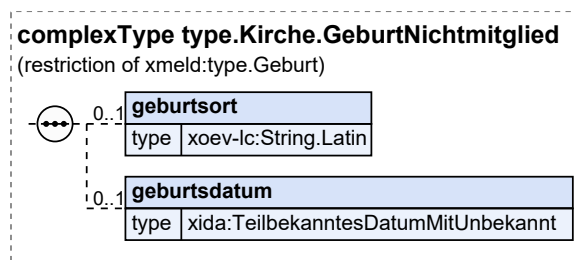 complexType type.Kirche.GeburtNichtmitglied
(restriction of xmeld:type.Geburt)
0..1 geburtsort
type xoev-lc:String.Latin
0..1 geburtsdatum
type xida:TeilbekanntesDatumMitUnbekannt